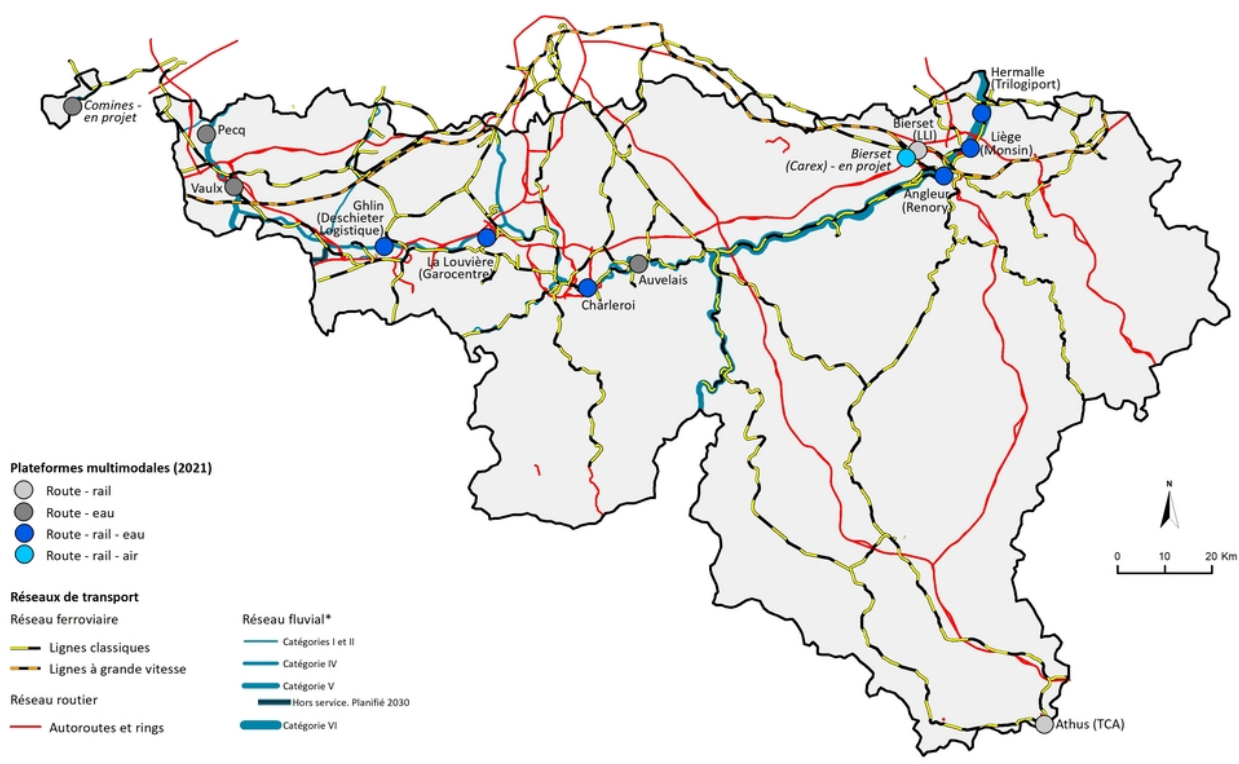 Comines -
en projet
Pecq
Vaulx
Ghlin
(Deschieter
Logistique)
La Louvière
(Garocentre)
Charleroi
Auvelais
Hermalle
(Trilogiport)
Bierset
(LLI)
Liège
(Monsin)
Bierset
(Carex) - en projet
Angleur
(Renory)
Athus (TCA)
Plateformes multimodales (2021)
Route - rail
Route - eau
Route - rail - eau
Route - rail - air
Réseaux de transport
Réseau ferroviaire
Lignes classiques
Lignes à grande vitesse
Réseau routier
Autoroutes et rings
Réseau fluvial*
Catégories I et II
Catégorie IV
Catégorie V
Hors service. Planifié 2030
Catégorie VI
N
0 10 20 Km